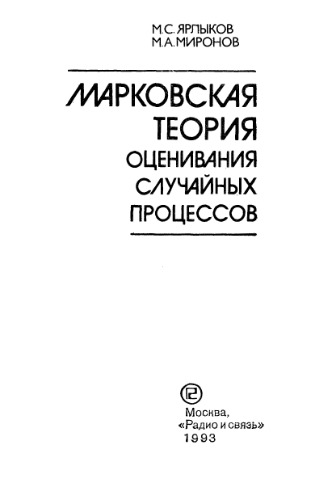 М.С.ЯРЛЫКОВ
М.А.МИРОНОВ
МАРКОВСКАЯ
ТЕОРИЯ
ОЦЕНИВАНИЯ
СЛУЧАЙНЫХ
ПРОЦЕССОВ
Москва,
«Радио и связь»
1993